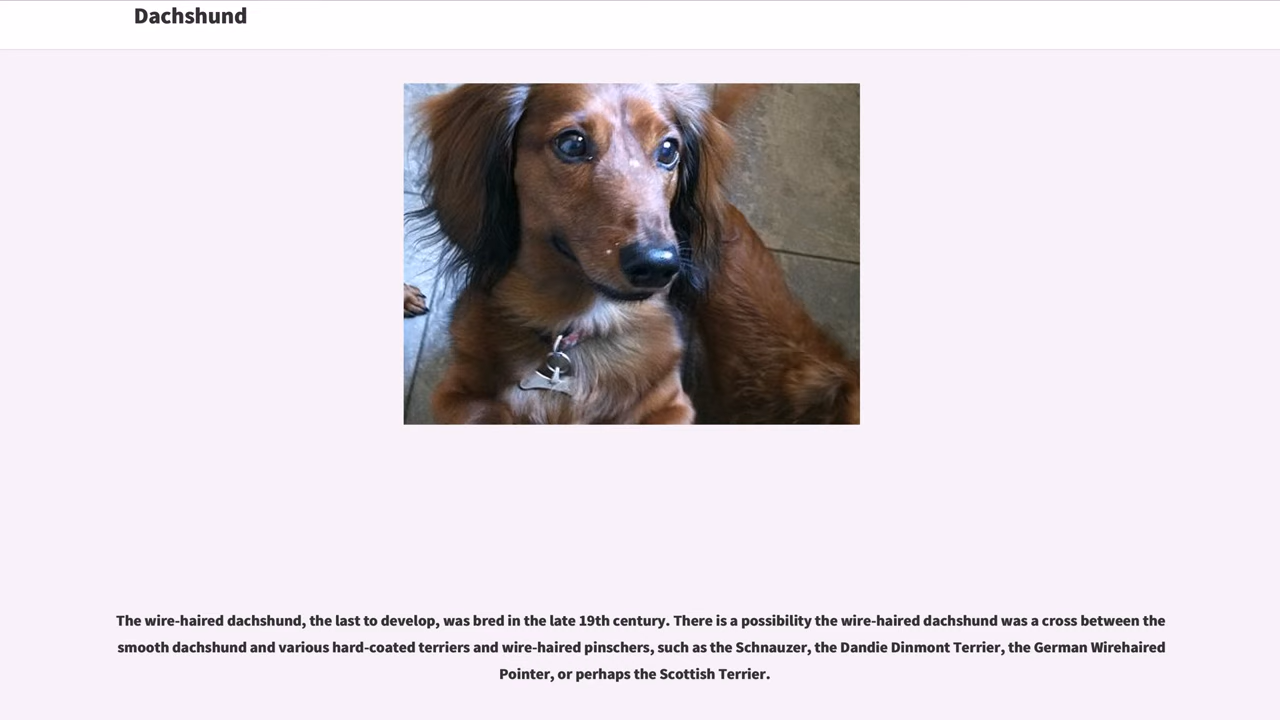 Dachshund
The wire-haired dachshund, the last to develop, was bred in the late 19th century. There is a possibility the wire-haired dachshund was a cross between the
smooth dachshund and various hard-coated terriers and wire-haired pinschers, such as the Schnauzer, the Dandie Dinmont Terrier, the German Wirehaired
Pointer, or perhaps the Scottish Terrier.